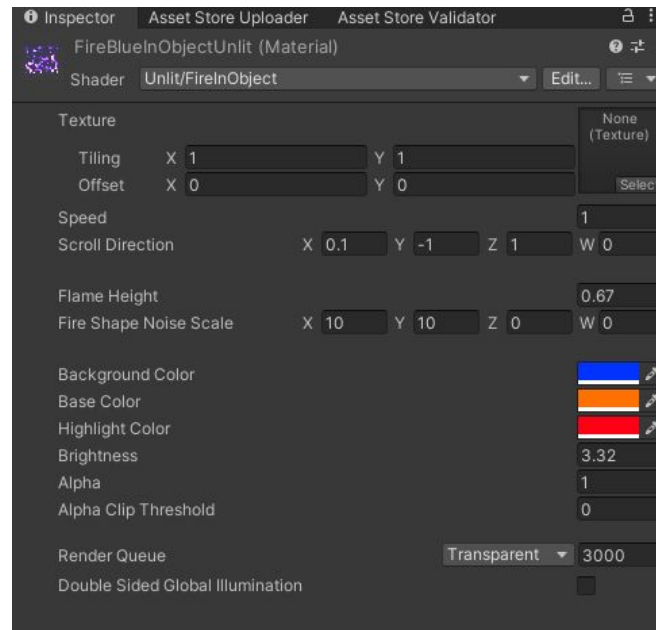 Inspector Asset Store Uploader Asset Store Validator
FireBlueInObjectUnlit (Material)
Shader Unlit/FireInObject Edit...
Texture None
(Texture)
Tiling X 1 Y 1
Offset X 0 Y 0 Selec
Speed 1
Scroll Direction X 0.1 Y -1 Z 1 W 0
Flame Height 0.67
Fire Shape Noise Scale X 10 Y 10 Z 0 W 0
Background Color
Base Color
Highlight Color
Brightness 3.32
Alpha 1
Alpha Clip Threshold 0
Render Queue Transparent 3000
Double Sided Global Illumination